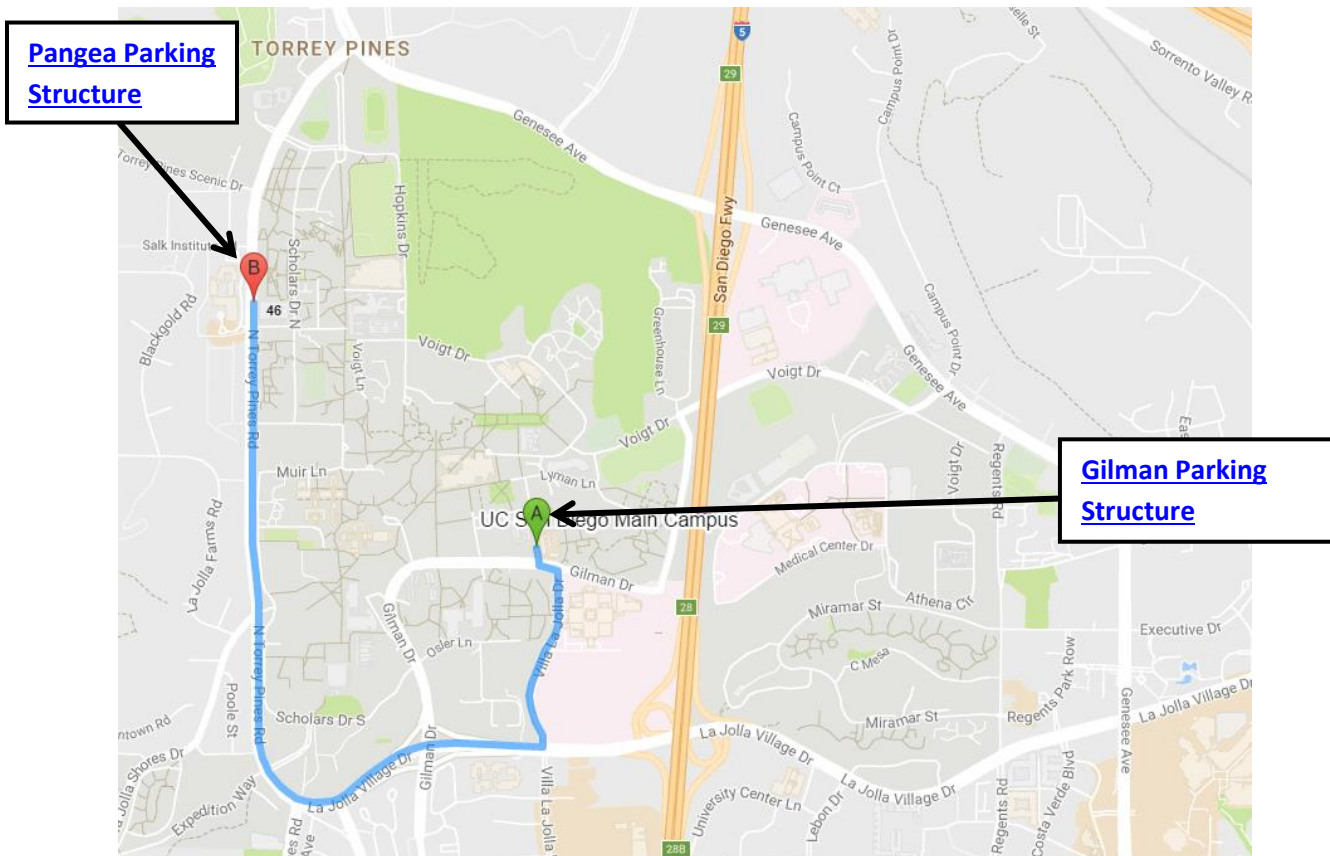 Pangea Parking
Structure
TORREY PINES
5
29
Sorrento Valley R
Campus Point Dr
Genesee Ave
Campus Point Ct
Torrey Pines Scenic Dr
Hopkins Dr
San Diego Fwy
Genesee Ave
Salk Institut
Scholars Dr N
B
46
Blackgold Rd
N Torrey Pines Rd
Voigt Ln
Voigt Dr
Greenhouse Ln
29
Campus Point Dr
Genesee Ave
Voigt Dr
Voigt Dr
Muir Ln
Lyman Ln
Voigt Dr
Regents Rd
Gilman Parking
Structure
A
UC S Diego Main Campus
La Jolla Farms Rd
Medical Center Dr
Gilman Dr
Gilman Dr
Villa La Jolla Dr
28
Miramar St
Athena Cir
Executive Dr
N Torrey Pines Rd
Osler Ln
C Mesa
Regents Park Row
Poole St
Scholars Dr S
Genesee Ave
La Jolla Village Dr
ntown Rd
Miramar St
La Jolla Shores Dr
Gilman Dr
La Jolla Village Dr
La Jolla Village Dr
Expedition Way
La Jolla Village Dr
Villa La Jolla
University Center Ln
Lebon Dr
Regents Rd
Costa Verde Blvd
28B